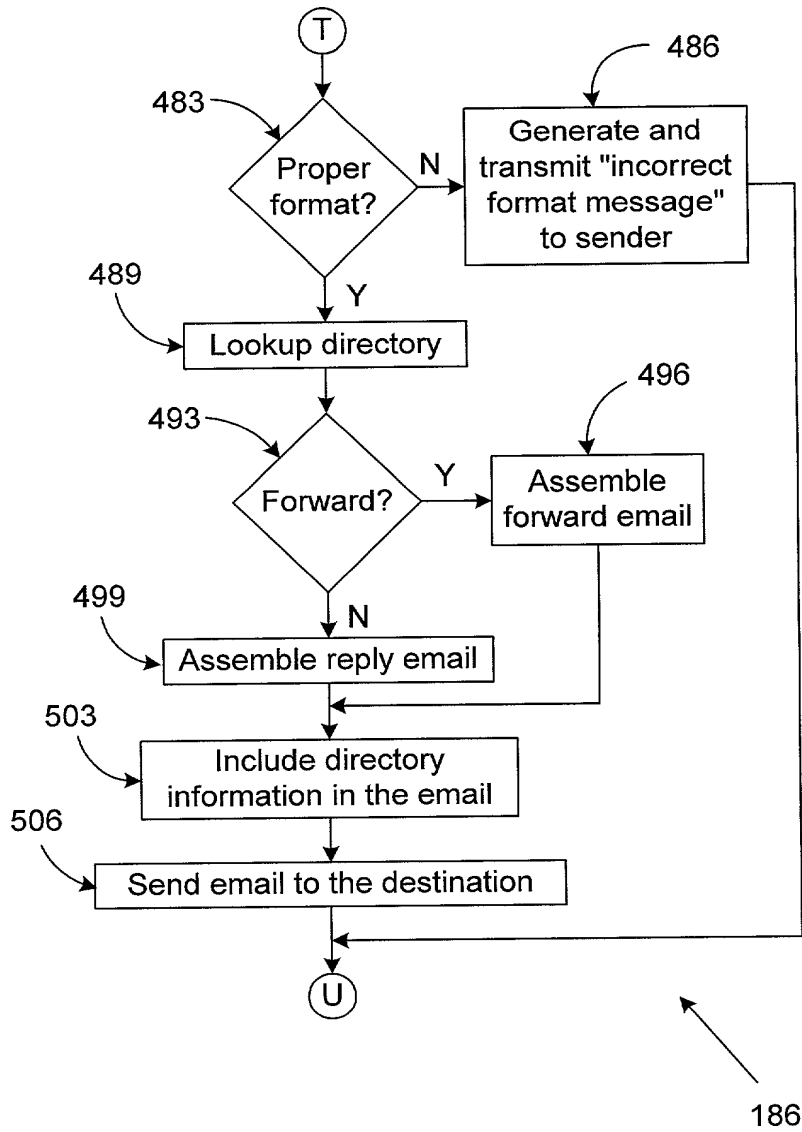 T
483
486
Proper
format?
N
Generate and
transmit "incorrect
format message"
to sender
Y
489
Lookup directory
493
496
Forward?
Y
Assemble
forward email
499
N
Assemble reply email
503
Include directory
information in the email
506
Send email to the destination
U
186